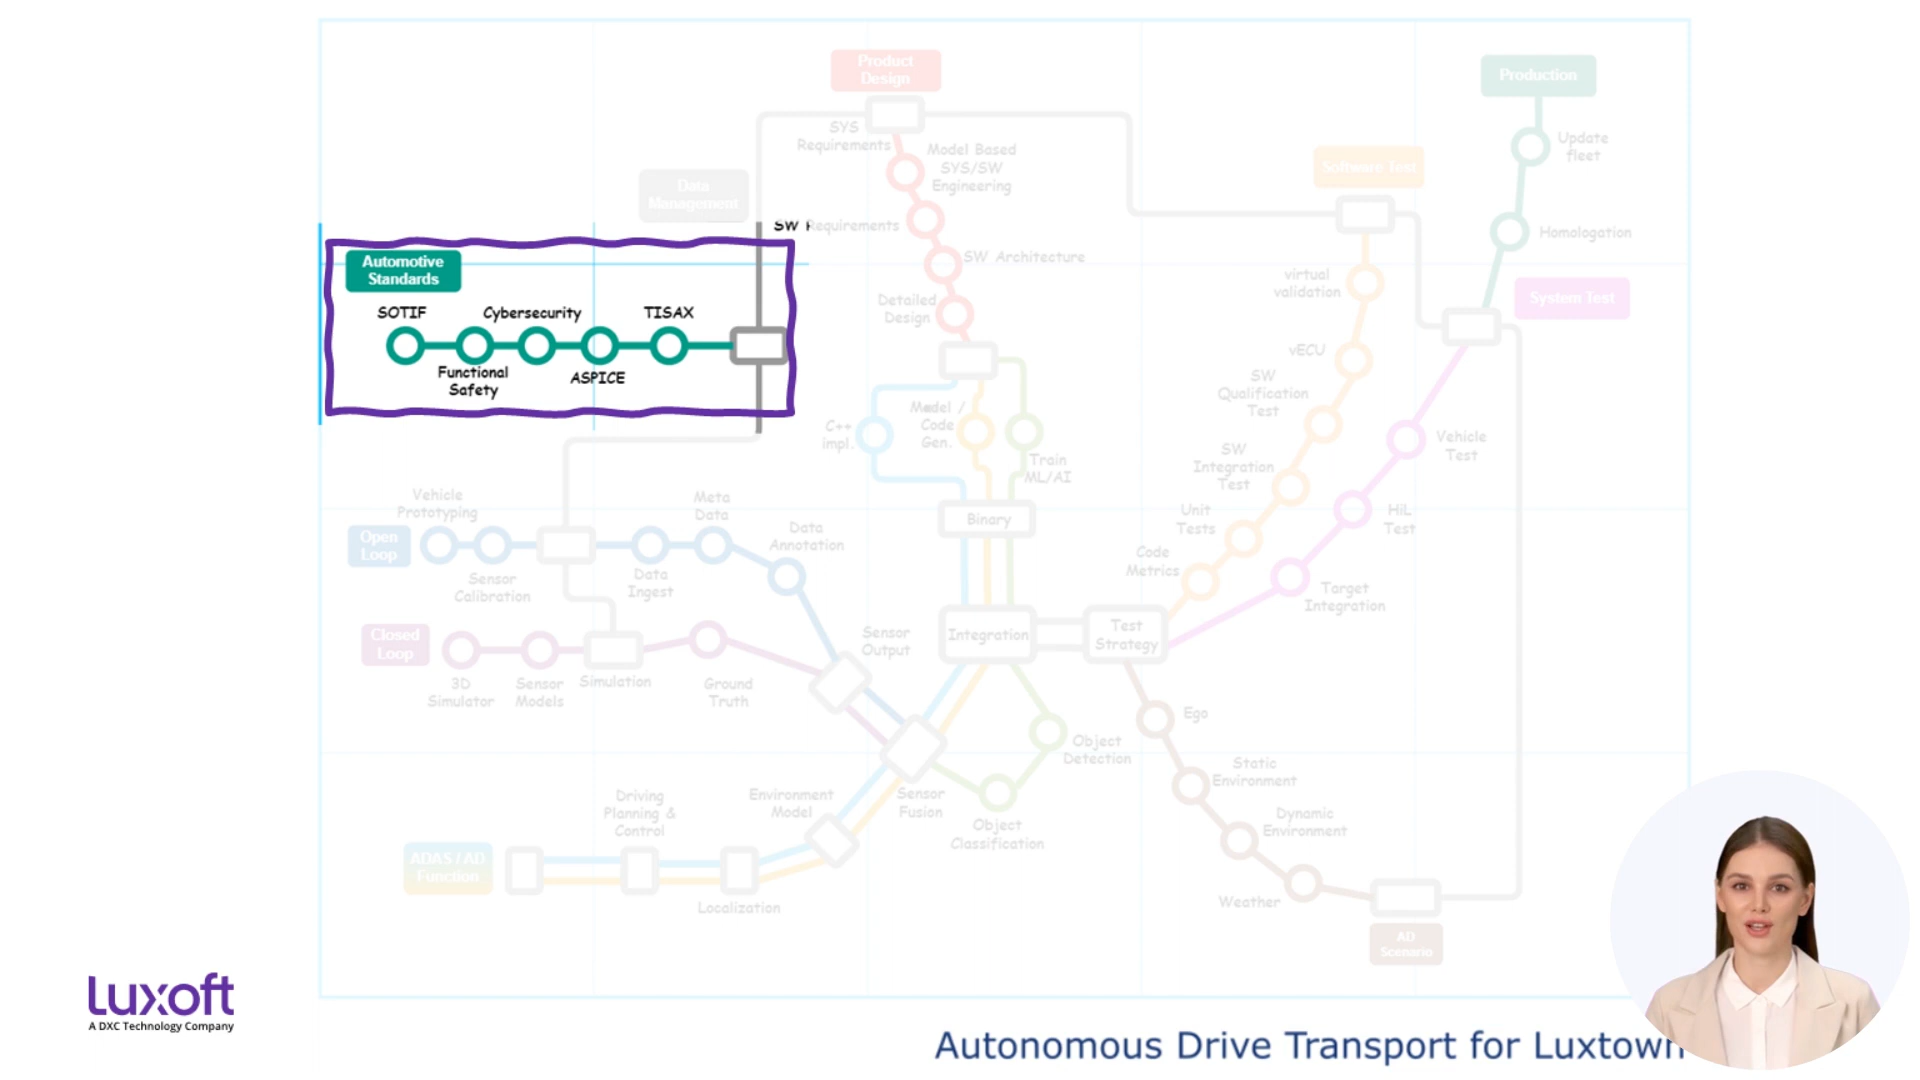 Product
Design
Production
SYS
Requirements
Model Based
SYS/SW
Engineering
Update
fleet
Software Test
Data
Management
SW Requirements
Homologation
SW Architecture
Automotive
Standards
virtual
validation
System Test
Detailed
Design
SOTIF
Cybersecurity
TISAX
Functional
Safety
ASPICE
vECU
SW
Qualification
Test
C++
impl.
Model /
Code
Gen.
Train
ML/AI
Vehicle
Test
SW
Integration
Test
Vehicle
Prototyping
Meta
Data
Data
Annotation
Binary
Unit
Tests
HiL
Test
Open
Loop
Sensor
Calibration
Data
Ingest
Code
Metrics
Target
Integration
Closed
Loop
Sensor
Output
Integration
Test
Strategy
3D
Simulator
Sensor
Models
Simulation
Ground
Truth
Ego
Object
Detection
Static
Environment
Driving
Planning &
Control
Environment
Model
Sensor
Fusion
Object
Classification
Dynamic
Environment
ADAS / AD
Function
Localization
Weather
AD
Scenario
Luxoft
A DXC Technology Company
Autonomous Drive Transport for Luxtown